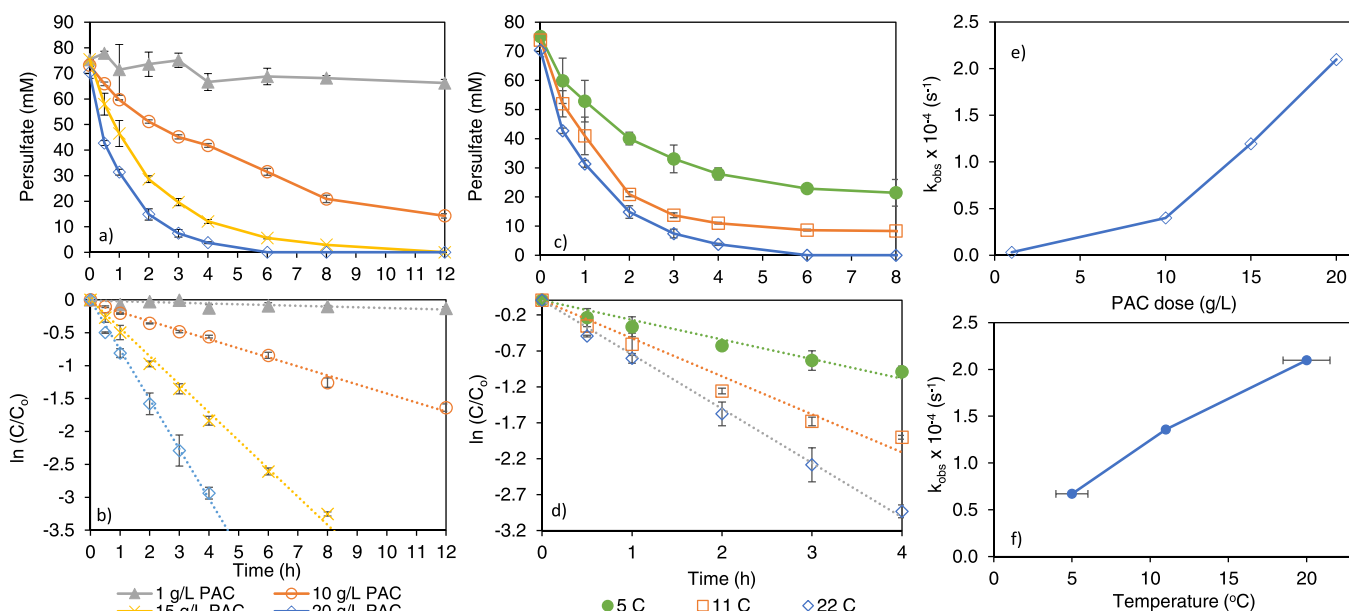 Persulfate (mM)
80
70
60
50
40
30
20
10
0
a)
0 1 2 3 4 5 6 7 8 9 10 11 12
ln (C/Co)
0
-0.5
-1
-1.5
-2
-2.5
-3
-3.5
b)
0 1 2 3 4 5 6 7 8 9 10 11 12
Time (h)
1 g/L PAC
10 g/L PAC
15 g/L PAC
20 g/L PAC
Persulfate (mM)
80
70
60
50
40
30
20
10
0
c)
0 1 2 3 4 5 6 7 8
ln (C/Co)
-0.2
-0.7
-1.2
-1.7
-2.2
-2.7
-3.2
d)
0 1 2 3 4
Time (h)
5 C
11 C
22 C
kobs x 10-4 (s-1)
2.5
2.0
1.5
1.0
0.5
0.0
e)
0 5 10 15 20
PAC dose (g/L)
kobs x 10-4 (s-1)
2.5
2.0
1.5
1.0
0.5
0.0
f)
0 5 10 15 20
Temperature (oC)